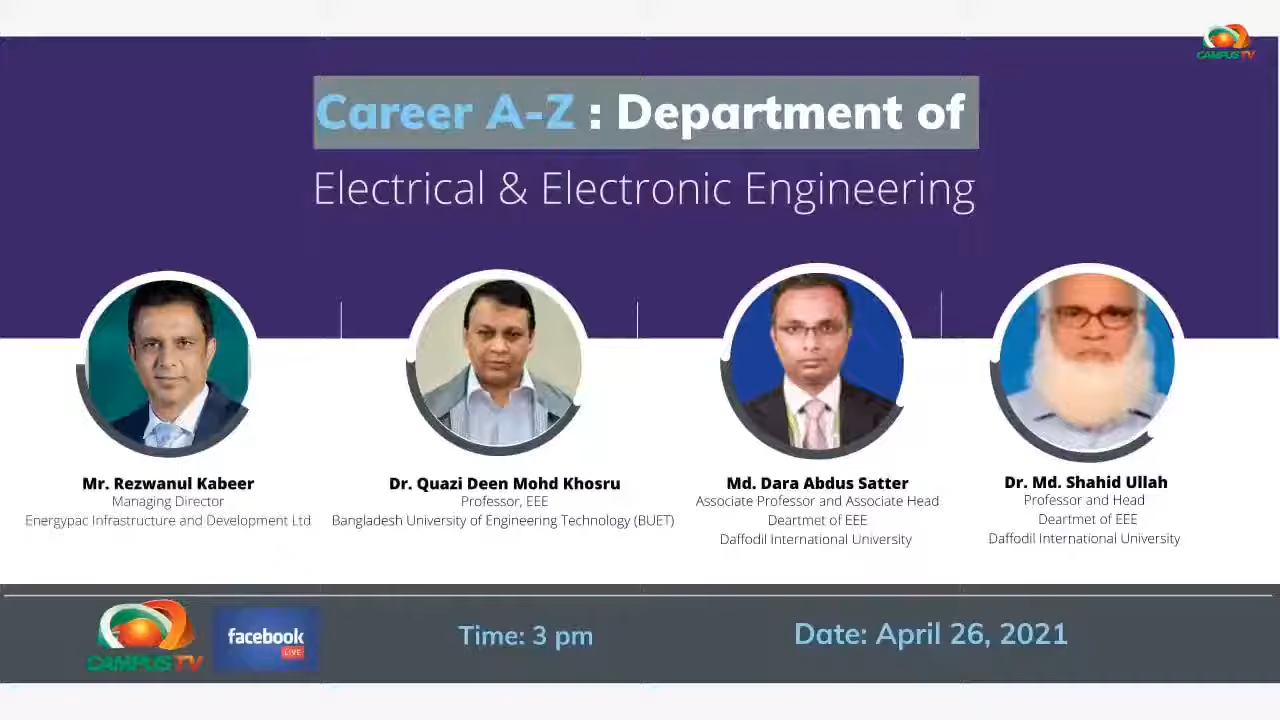 CAMPUS TV
Career A-Z : Department of
Electrical & Electronic Engineering
Mr. Rezwanul Kabeer
Managing Director
Energypac Infrastructure and Development Ltd
Dr. Quazi Deen Mohd Khosru
Professor, EEE
Bangladesh University of Engineering Technology (BUET)
Md. Dara Abdus Satter
Associate Professor and Associate Head
Deartmet of EEE
Daffodil International University
Dr. Md. Shahid Ullah
Professor and Head
Deartmet of EEE
Daffodil International University
CAMPUS TV
facebook
LIVE
Time: 3 pm
Date: April 26, 2021